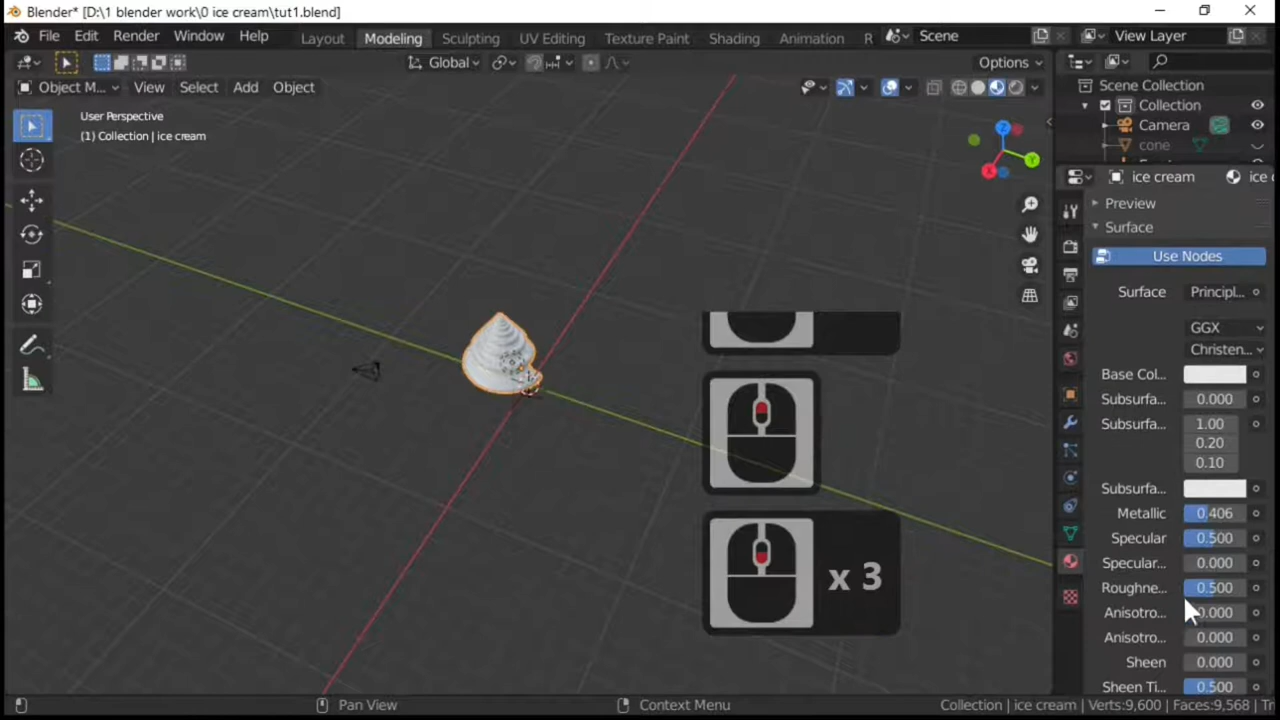 Blender* [D:\1 blender work\0 ice cream\tut1.blend]
File Edit Render Window Help Layout Modeling Sculpting UV Editing Texture Paint Shading Animation R Scene View Layer
Global Options
Object M... View Select Add Object
User Perspective
(1) Collection | ice cream
Z
Y
X
x 3
Scene Collection
Collection
Camera
cone
ice cream ice c
Preview
Surface
Use Nodes
Surface Principl...
GGX
Christen...
Base Col...
Subsurfa... 0.000
Subsurfa... 1.00
0.20
0.10
Subsurfa...
Metallic 0.406
Specular 0.500
Specular... 0.000
Roughne... 0.500
Anisotro... 0.000
Anisotro... 0.000
Sheen 0.000
Sheen Ti... 0.500
Pan View Context Menu Collection | ice cream | Verts:9,600 | Faces:9,568 | Tr